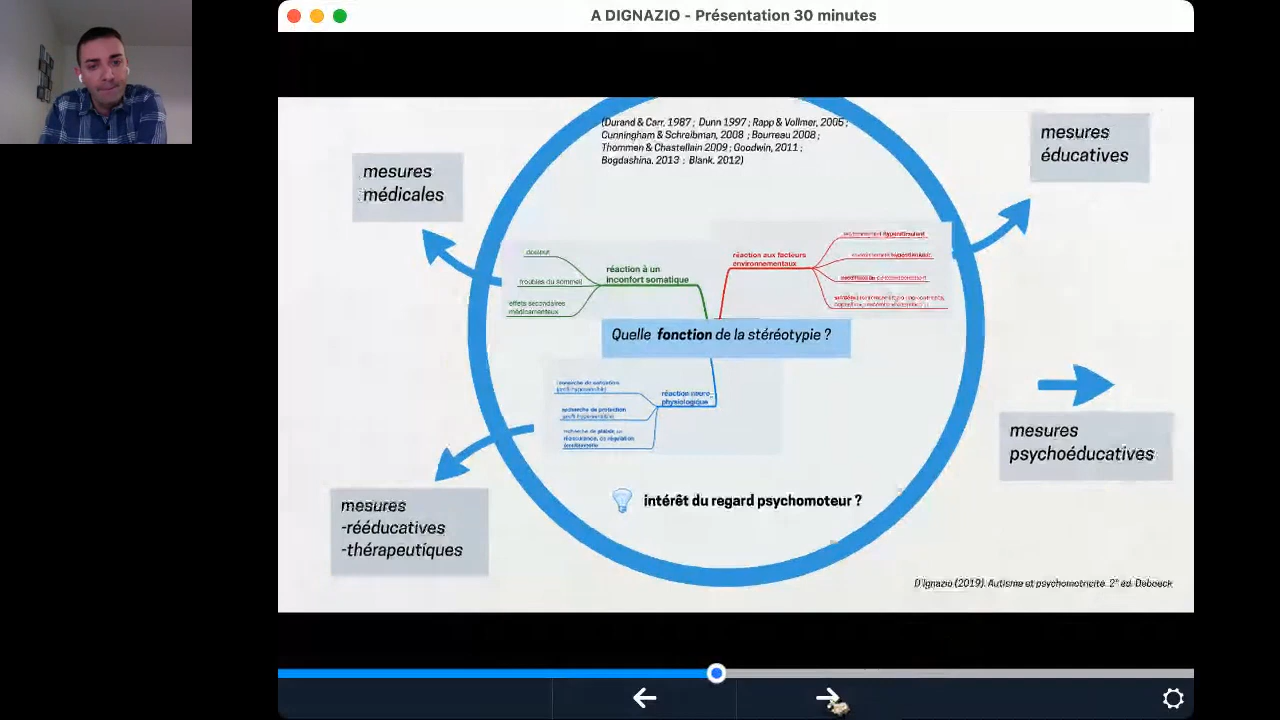 A DIGNAZIO - Présentation 30 minutes
(Durand & Carr, 1987 ; Dunn 1997 ; Rapp & Vollmer, 2005 ;
Cunningham & Schreibman, 2008 ; Bourreau 2008 ;
Thommen & Chastellain 2009 ; Goodwin, 2011 ;
Bogdashina, 2013 ; Blank, 2012)
mesures
éducatives
mesures
médicales
douleur
troubles du sommeil
effets secondaires
médicamenteux
réaction à un
inconfort somatique
réaction aux facteurs
environnementaux
Quelle fonction de la stéréotypie ?
recherche de protection
réaction neuro_
physiologique
mesures
psychoéducatives
mesures
-rééducatives
-thérapeutiques
intérêt du regard psychomoteur ?
D'Ignazio (2019). Autisme et psychomotricité. 2° éd. Deboeck